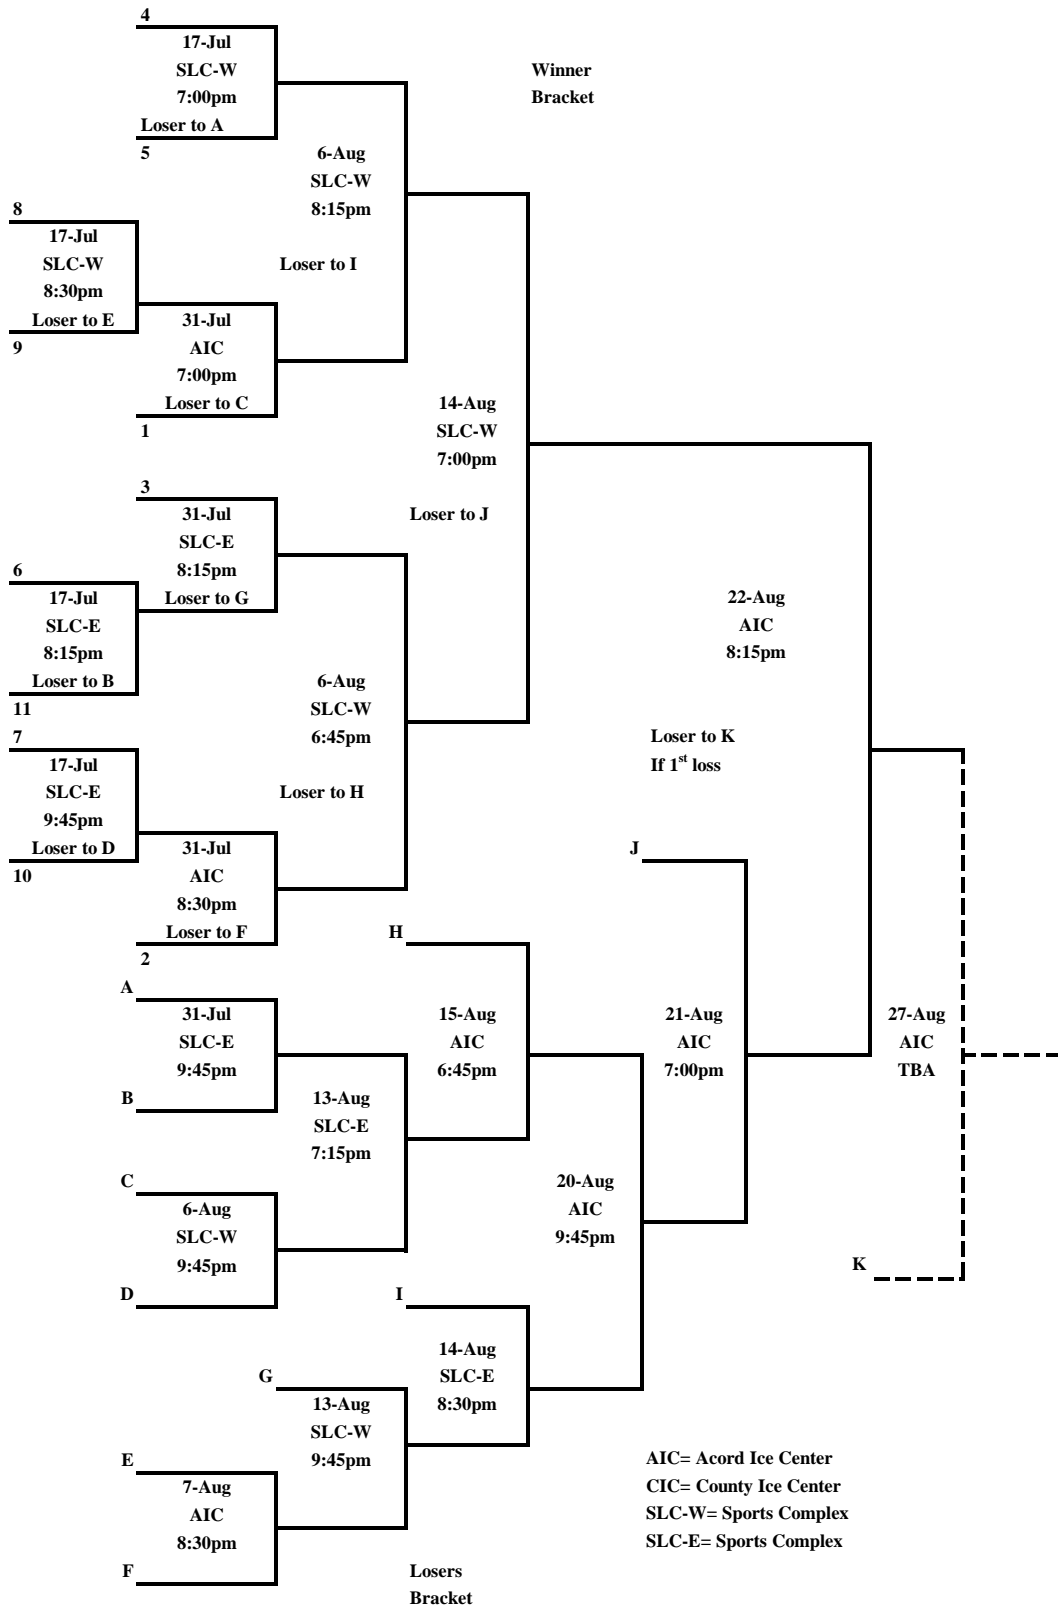 4
17-Jul
SLC-W
7:00pm
Loser to A
5
Winner
Bracket
6-Aug
SLC-W
8:15pm
Loser to I
8
17-Jul
SLC-W
8:30pm
Loser to E
9
31-Jul
AIC
7:00pm
Loser to C
1
14-Aug
SLC-W
7:00pm
Loser to J
3
31-Jul
SLC-E
8:15pm
Loser to G
6
17-Jul
SLC-E
8:15pm
Loser to B
11
6-Aug
SLC-W
6:45pm
Loser to H
22-Aug
AIC
8:15pm
Loser to K
If 1st loss
7
17-Jul
SLC-E
9:45pm
Loser to D
10
31-Jul
AIC
8:30pm
Loser to F
2
J
H
A
31-Jul
SLC-E
9:45pm
B
15-Aug
AIC
6:45pm
21-Aug
AIC
7:00pm
27-Aug
AIC
TBA
13-Aug
SLC-E
7:15pm
C
6-Aug
SLC-W
9:45pm
D
20-Aug
AIC
9:45pm
K
I
14-Aug
SLC-E
8:30pm
G
13-Aug
SLC-W
9:45pm
E
7-Aug
AIC
8:30pm
F
AIC= Acord Ice Center
CIC= County Ice Center
SLC-W= Sports Complex
SLC-E= Sports Complex
Losers
Bracket